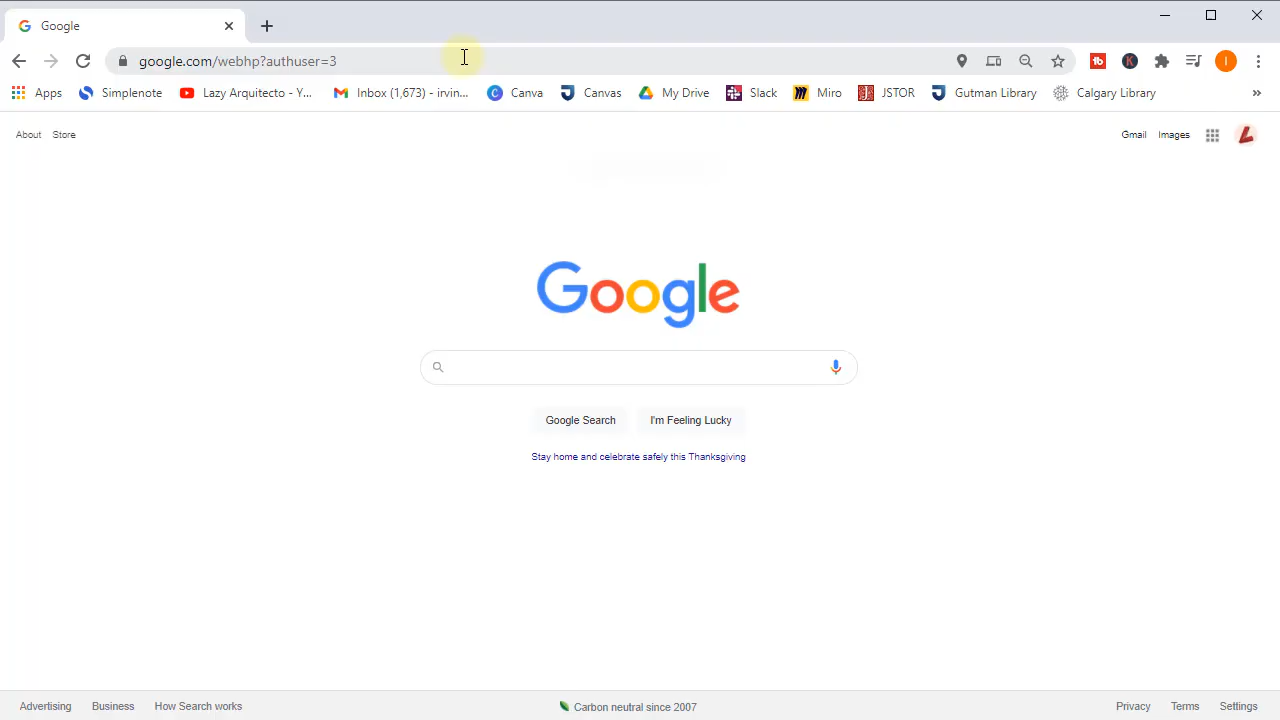 Google
google.com/webhp?authuser=3
Apps Simplenote Lazy Arquitecto - Y... Inbox (1,673) - irvin... Canva Canvas My Drive Slack Miro JSTOR Gutman Library Calgary Library »
About Store Gmail Images
Google
Google Search I'm Feeling Lucky
Stay home and celebrate safely this Thanksgiving
Advertising Business How Search works Carbon neutral since 2007 Privacy Terms Settings